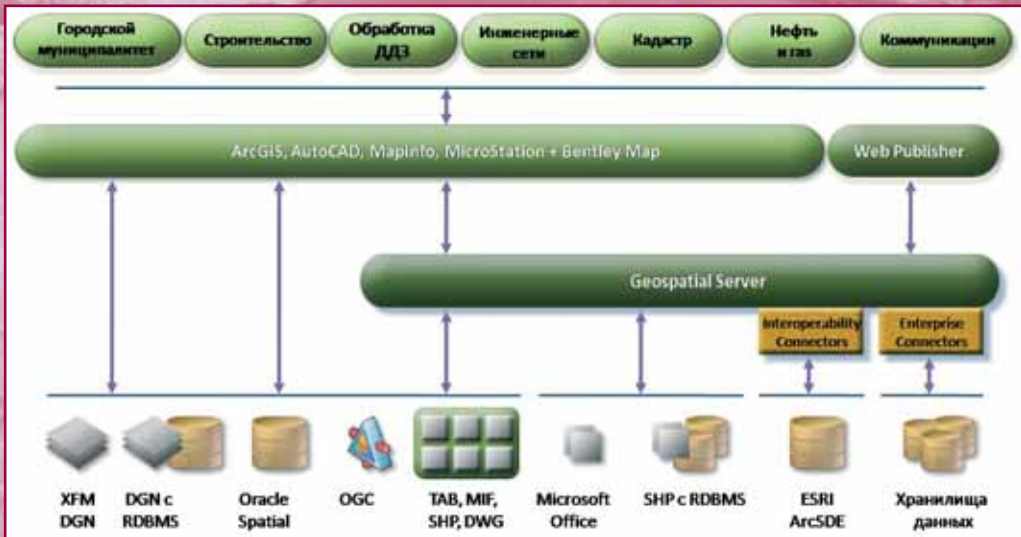 Городской
муниципалитет
Строительство
Обработка
ДДЗ
Инженерные
сети
Кадастр
Нефть
и газ
Коммуникации
ArcGIS, AutoCAD, MapInfo, MicroStation + Bentley Map
Web Publisher
Geospatial Server
Interoperability
Connectors
Enterprise
Connectors
XFM
DGN
DGN с
RDBMS
Oracle
Spatial
OGC
TAB, MIF,
SHP, DWG
Microsoft
Office
SHP с RDBMS
ESRI
ArcSDE
Хранилища
данных